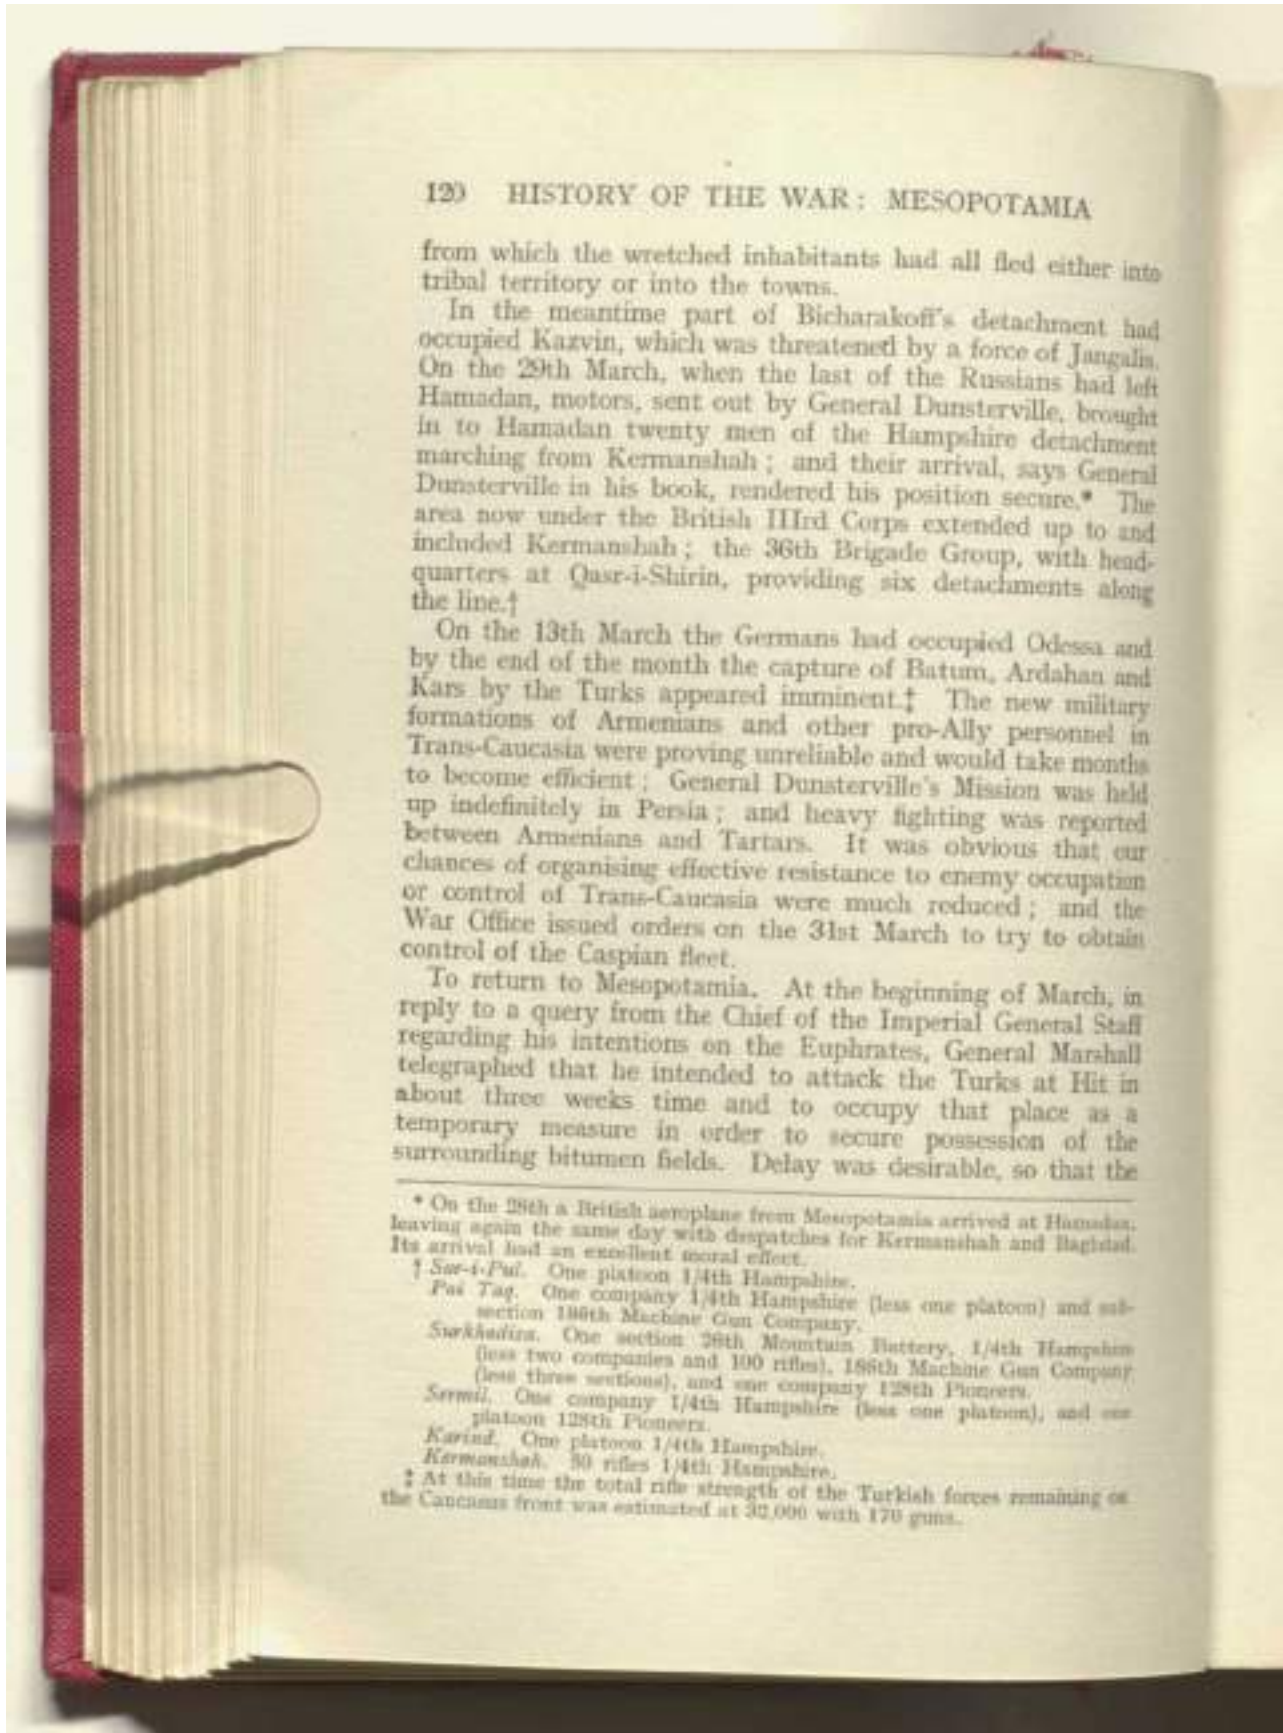 120 HISTORY OF THE WAR: MESOPOTAMIA
from which the wretched inhabitants had all fled either into
tribal territory or into the towns.
In the meantime part of Bicharakoff's detachment had
occupied Kazvin, which was threatened by a force of Jangalis.
On the 29th March, when the last of the Russians had left
Hamadan, motors, sent out by General Dunsterville, brought
in to Hamadan twenty men of the Hampshire detachment
marching from Kermanshah; and their arrival, says General
Dunsterville in his book, rendered his position secure.* The
area now under the British IIIrd Corps extended up to and
included Kermanshah; the 36th Brigade Group, with head-
quarters at Qasr-i-Shirin, providing six detachments along
the line.†
On the 13th March the Germans had occupied Odessa and
by the end of the month the capture of Batum, Ardahan and
Kars by the Turks appeared imminent.‡ The new military
formations of Armenians and other pro-Ally personnel in
Trans-Caucasia were proving unreliable and would take months
to become efficient; General Dunsterville's Mission was held
up indefinitely in Persia; and heavy fighting was reported
between Armenians and Tartars. It was obvious that our
chances of organising effective resistance to enemy occupation
or control of Trans-Caucasia were much reduced; and the
War Office issued orders on the 31st March to try to obtain
control of the Caspian fleet.
To return to Mesopotamia. At the beginning of March, in
reply to a query from the Chief of the Imperial General Staff
regarding his intentions on the Euphrates, General Marshall
telegraphed that he intended to attack the Turks at Hit in
about three weeks time and to occupy that place as a
temporary measure in order to secure possession of the
surrounding bitumen fields. Delay was desirable, so that the
* On the 28th a British aeroplane from Mesopotamia arrived at Hamadan,
leaving again the same day with despatches for Kermanshah and Baghdad.
Its arrival had an excellent moral effect.
† Sar-i-Pul. One platoon 1/4th Hampshire.
Pai Taq. One company 1/4th Hampshire (less one platoon) and sub-
section 186th Machine Gun Company.
Surkhadiza. One section 26th Mountain Battery, 1/4th Hampshire
(less two companies and 100 rifles), 186th Machine Gun Company
(less three sections), and one company 128th Pioneers.
Sermil. One company 1/4th Hampshire (less one platoon), and one
platoon 128th Pioneers.
Karind. One platoon 1/4th Hampshire.
Kermanshah. 50 rifles 1/4th Hampshire.
‡ At this time the total rifle strength of the Turkish forces remaining on
the Caucasus front was estimated at 32,000 with 170 guns.